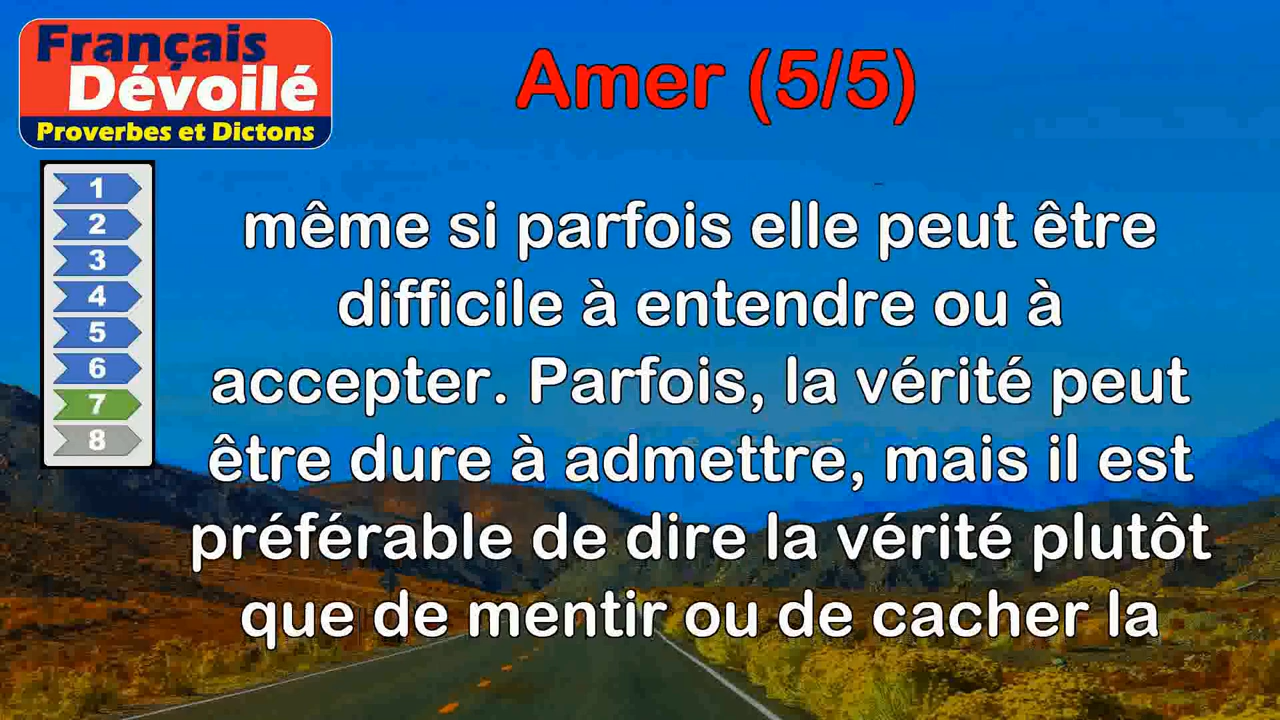 Français
Dévoilé
Proverbes et Dictons
Amer (5/5)
1
2
3
4
5
6
7
8
même si parfois elle peut être
difficile à entendre ou à
accepter. Parfois, la vérité peut
être dure à admettre, mais il est
préférable de dire la vérité plutôt
que de mentir ou de cacher la